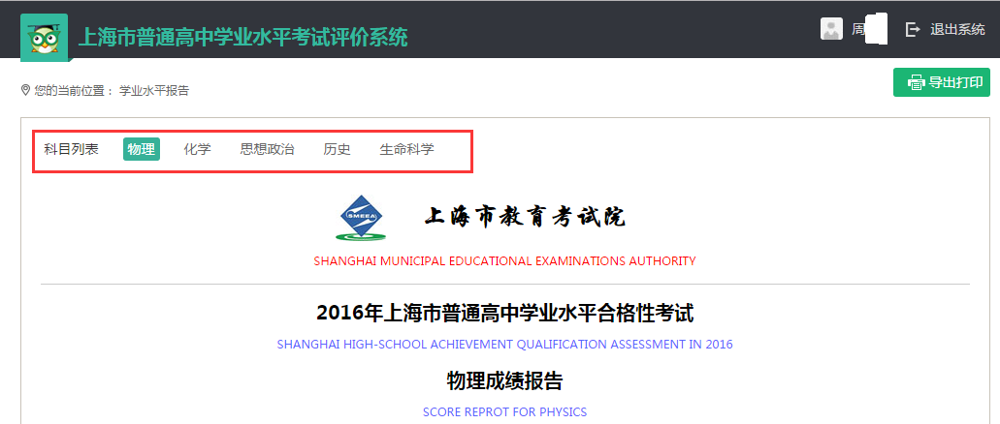 上海市普通高中学业水平考试评价系统
周
退出系统
您的当前位置： 学业水平报告
导出打印
科目列表 物理 化学 思想政治 历史 生命科学
SMEEA
上海市教育考试院
SHANGHAI MUNICIPAL EDUCATIONAL EXAMINATIONS AUTHORITY
2016年上海市普通高中学业水平合格性考试
SHANGHAI HIGH-SCHOOL ACHIEVEMENT QUALIFICATION ASSESSMENT IN 2016
物理成绩报告
SCORE REPROT FOR PHYSICS